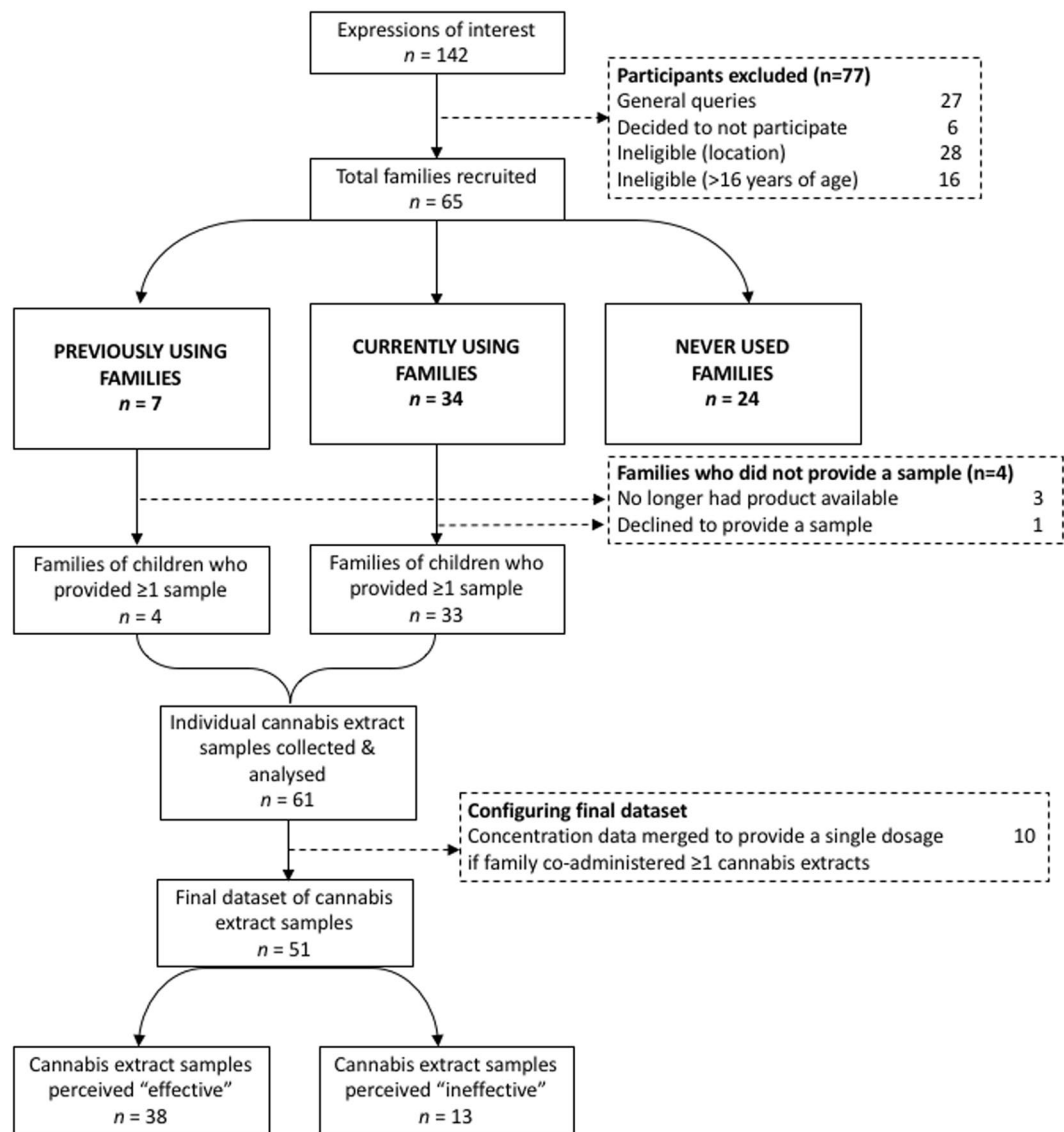 Expressions of interest
n = 142
Participants excluded (n=77)
General queries 27
Decided to not participate 6
Ineligible (location) 28
Ineligible (>16 years of age) 16
Total families recruited
n = 65
PREVIOUSLY USING
FAMILIES
n = 7
CURRENTLY USING
FAMILIES
n = 34
NEVER USED
FAMILIES
n = 24
Families who did not provide a sample (n=4)
No longer had product available 3
Declined to provide a sample 1
Families of children who
provided ≥1 sample
n = 4
Families of children who
provided ≥1 sample
n = 33
Individual cannabis extract
samples collected &
analysed
n = 61
Configuring final dataset
Concentration data merged to provide a single dosage 10
if family co-administered ≥1 cannabis extracts
Final dataset of cannabis
extract samples
n = 51
Cannabis extract samples
perceived “effective”
n = 38
Cannabis extract samples
perceived “ineffective”
n = 13